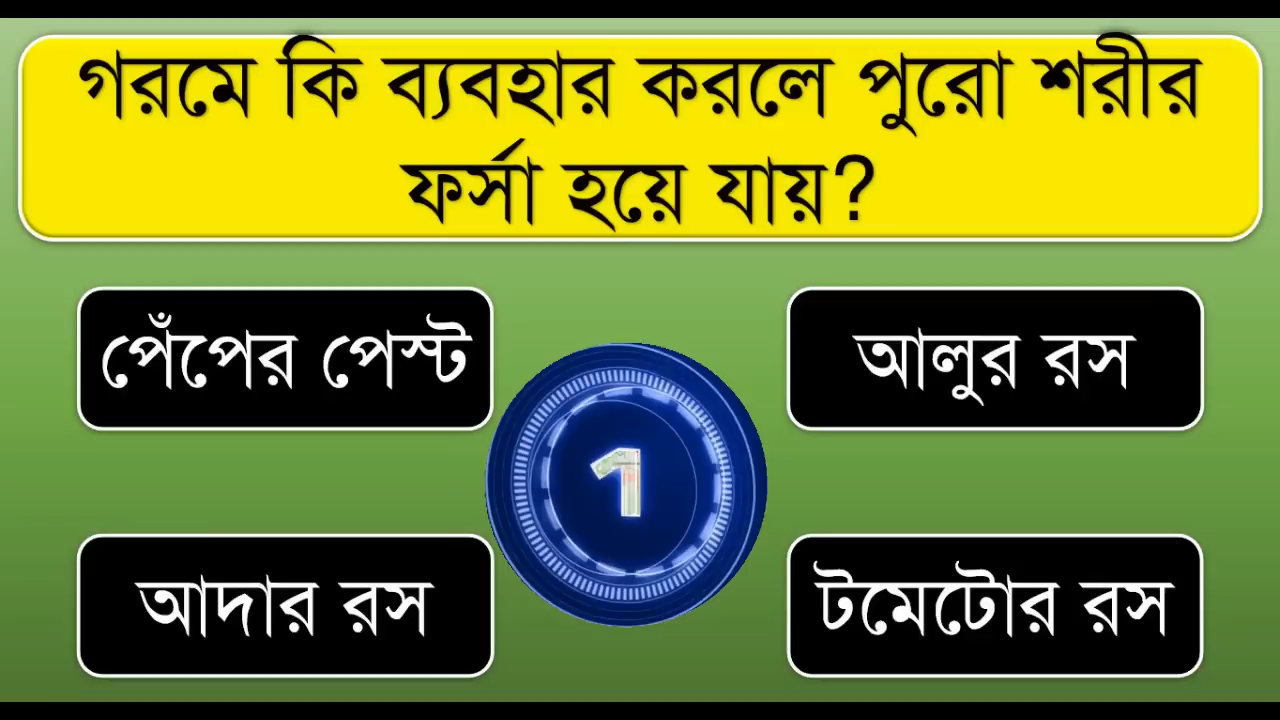 গরমে কি ব্যবহার করলে পুরো শরীর
ফর্সা হয়ে যায়?
পেঁপের পেস্ট
আলুর রস
1
আদার রস
টমেটোর রস